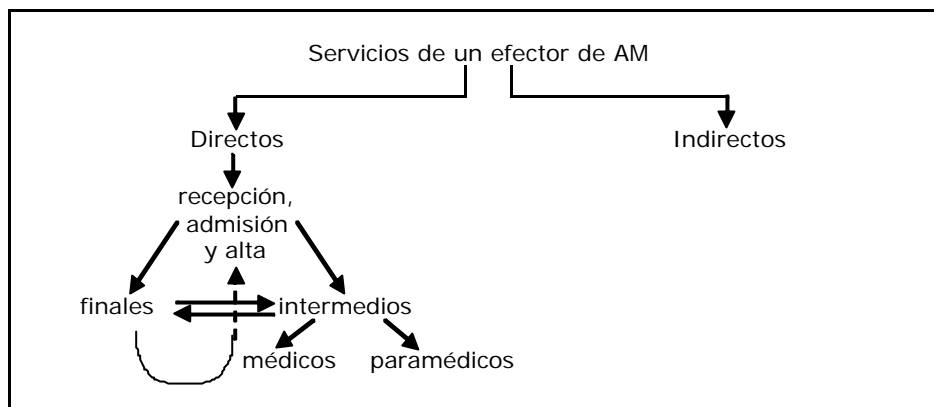 Servicios de un efector de AM
Directos
Indirectos
recepción,
admisión
y alta
finales
intermedios
médicos
paramédicos